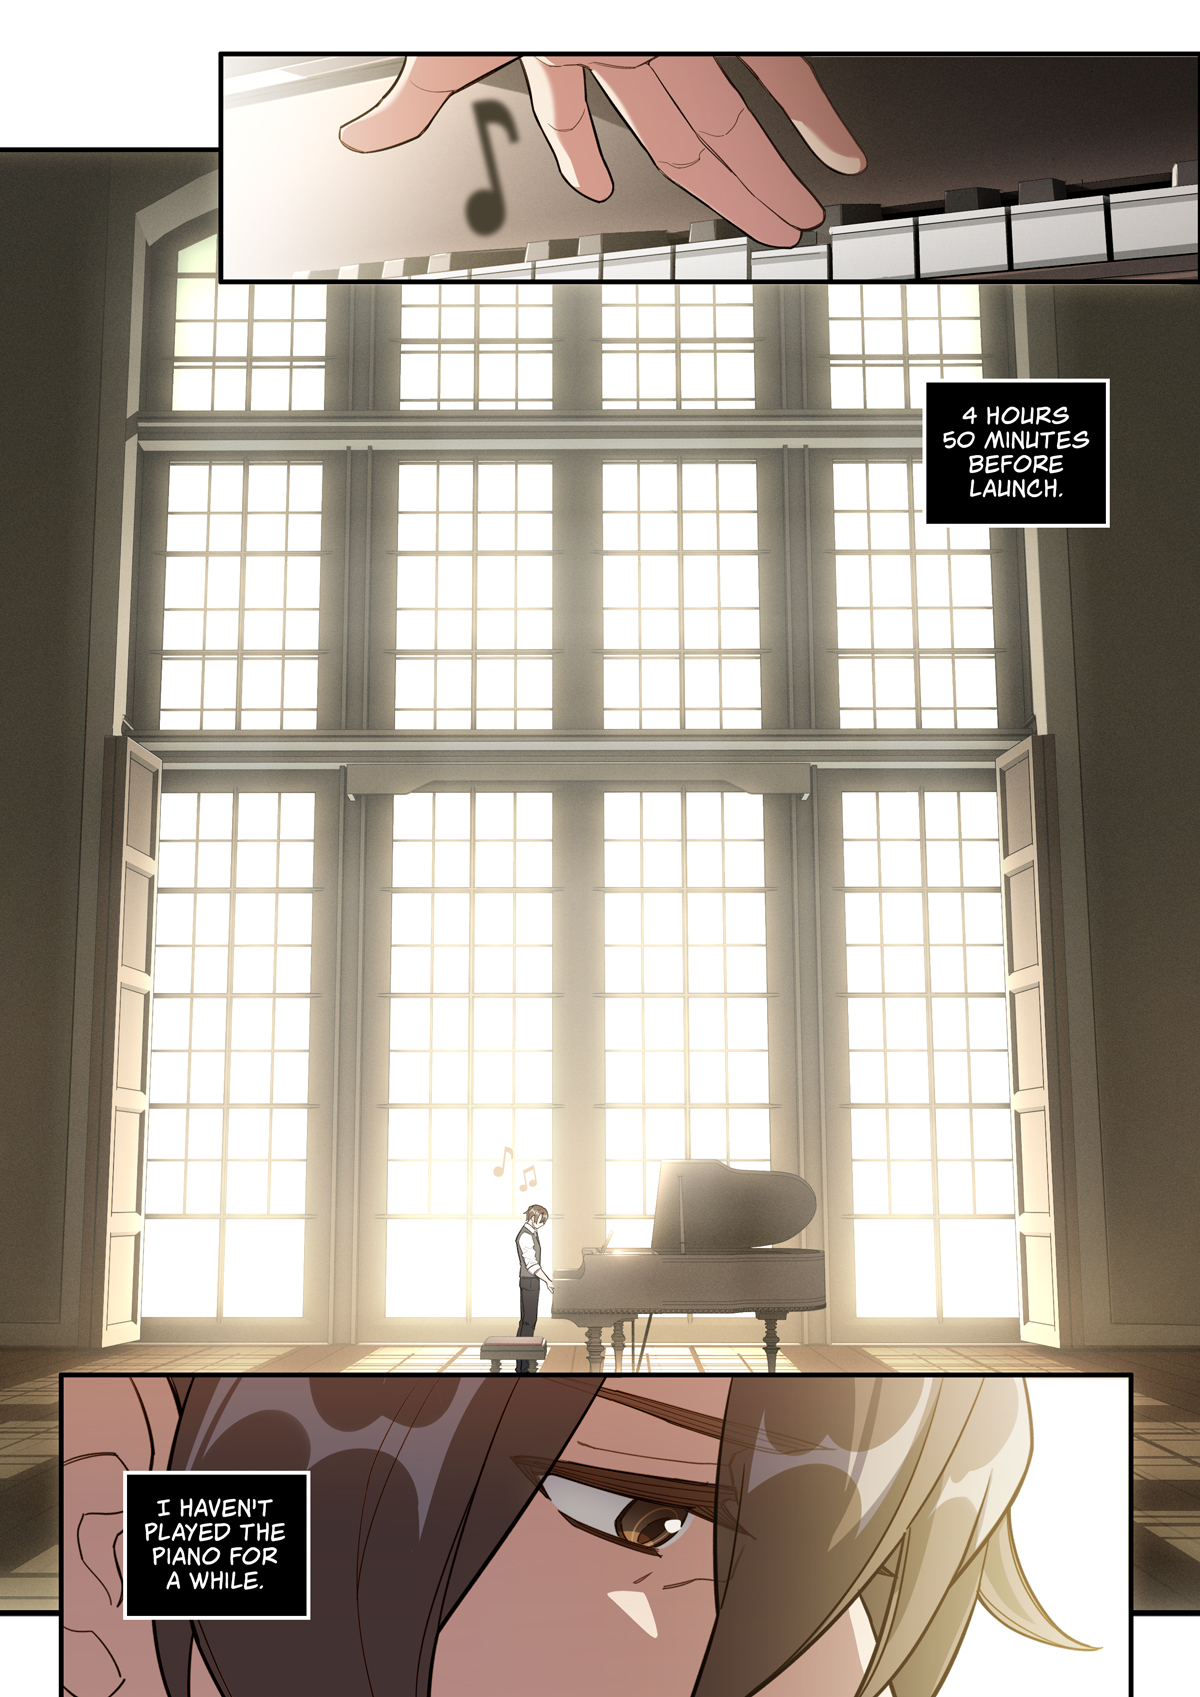 4 HOURS
50 MINUTES
BEFORE
LAUNCH.
I HAVEN'T
PLAYED THE
PIANO FOR
A WHILE.